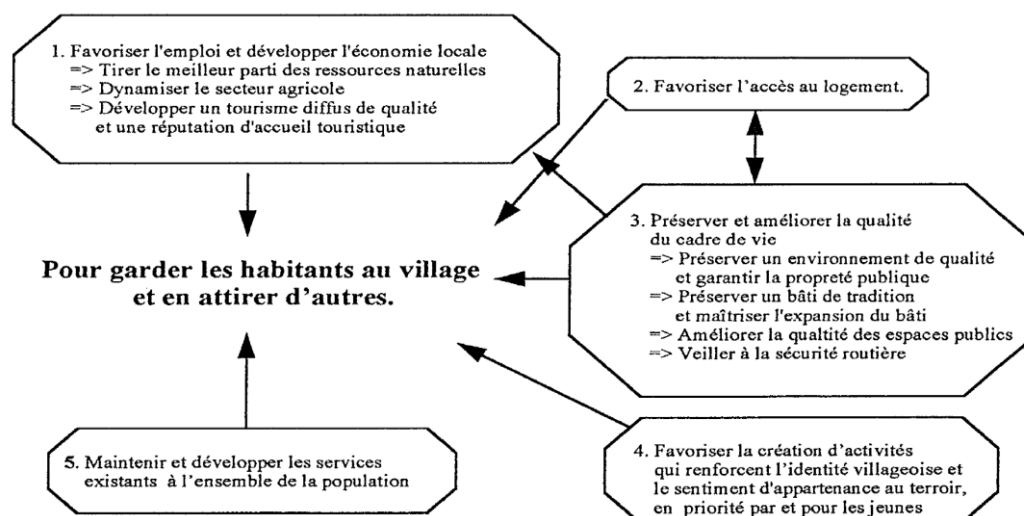 1. Favoriser l'emploi et développer l'économie locale
=> Tirer le meilleur parti des ressources naturelles
=> Dynamiser le secteur agricole
=> Développer un tourisme diffus de qualité
et une réputation d'accueil touristique
2. Favoriser l'accès au logement.
3. Préserver et améliorer la qualité
du cadre de vie
=> Préserver un environnement de qualité
et garantir la propreté publique
=> Préserver un bâti de tradition
et maîtriser l'expansion du bâti
=> Améliorer la qualtité des espaces publics
=> Veiller à la sécurité routière
Pour garder les habitants au village
et en attirer d'autres.
4. Favoriser la création d'activités
qui renforcent l'identité villageoise et
le sentiment d'appartenance au terroir,
en priorité par et pour les jeunes
5. Maintenir et développer les services
existants à l'ensemble de la population